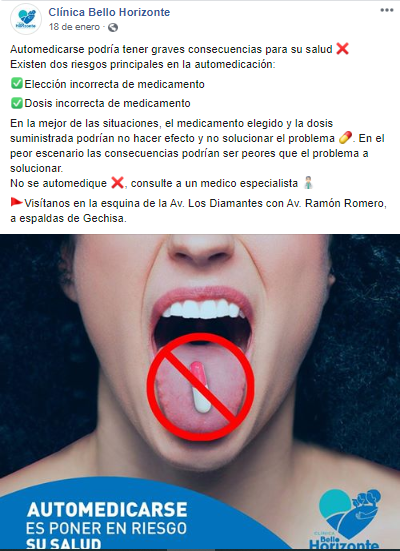 Clínica Bello Horizonte
18 de enero ·
Automedicarse podría tener graves consecuencias para su salud ❌
Existen dos riesgos principales en la automedicación:
✅Elección incorrecta de medicamento
✅Dosis incorrecta de medicamento
En la mejor de las situaciones, el medicamento elegido y la dosis
suministrada podrían no hacer efecto y no solucionar el problema 💊. En el
peor escenario las consecuencias podrían ser peores que el problema a
solucionar.
No se automedique ❌, consulte a un medico especialista 👨‍⚕️
🚩Visítanos en la esquina de la Av. Los Diamantes con Av. Ramón Romero,
a espaldas de Gechisa.
AUTOMEDICARSE
ES PONER EN RIESGO
SU SALUD
CLÍNICA
Bello
Horizonte